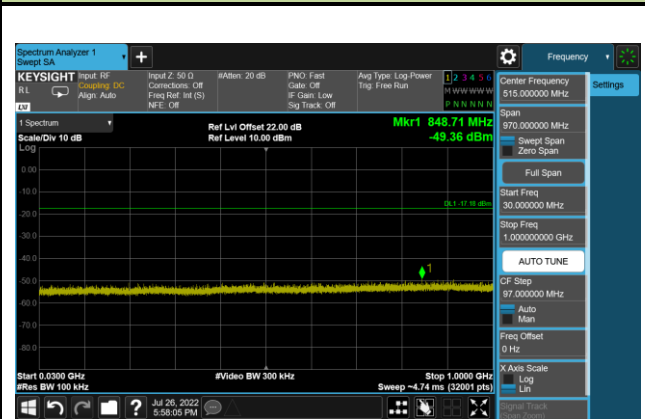 Spectrum Analyzer 1
Swept SA
+
Frequency
KEYSIGHT
RL
LXI
Input: RF
Coupling: DC
Align: Auto
Input Z: 50 Ω
Corrections: Off
Freq Ref: Int (S)
NFE: Off
#Atten: 20 dB
PNO: Fast
Gate: Off
IF Gain: Low
Sig Track: Off
Avg Type: Log-Power
Trig: Free Run
1 2 3 4 5 6
M W W W W W
P N N N N N
1 Spectrum
Scale/Div 10 dB
Log
Ref Lvl Offset 22.00 dB
Ref Level 10.00 dBm
Mkr1 848.71 MHz
-49.36 dBm
0.00
-10.0
-20.0
-30.0
-40.0
-50.0
-60.0
-70.0
-80.0
DL1 -17.18 dBm
1
Start 0.0300 GHz
#Res BW 100 kHz
#Video BW 300 kHz
Stop 1.0000 GHz
Sweep ~4.74 ms (32001 pts)
Center Frequency
515.000000 MHz
Settings
Span
970.000000 MHz
Swept Span
Zero Span
Full Span
Start Freq
30.000000 MHz
Stop Freq
1.000000000 GHz
AUTO TUNE
CF Step
97.000000 MHz
Auto
Man
Freq Offset
0 Hz
X Axis Scale
Log
Lin
Signal Track
(Span Zoom)
?
Jul 26, 2022
5:58:05 PM